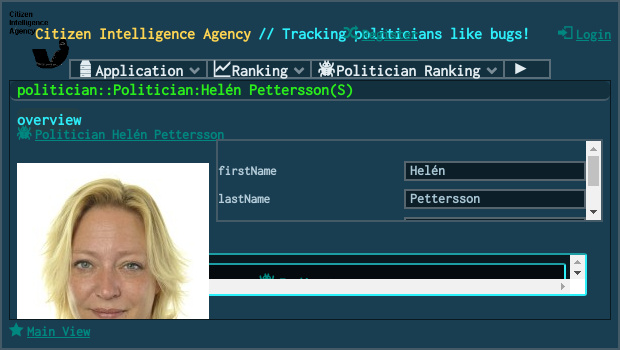 Citizen
Intelligence
Agency
Citizen Intelligence Agency // Tracking politicians like bugs!
Register
Login
Application
Ranking
Politician Ranking
politician::Politician:Helén Pettersson(S)
overview
Politician Helén Pettersson
firstName
Helén
lastName
Pettersson
Main View